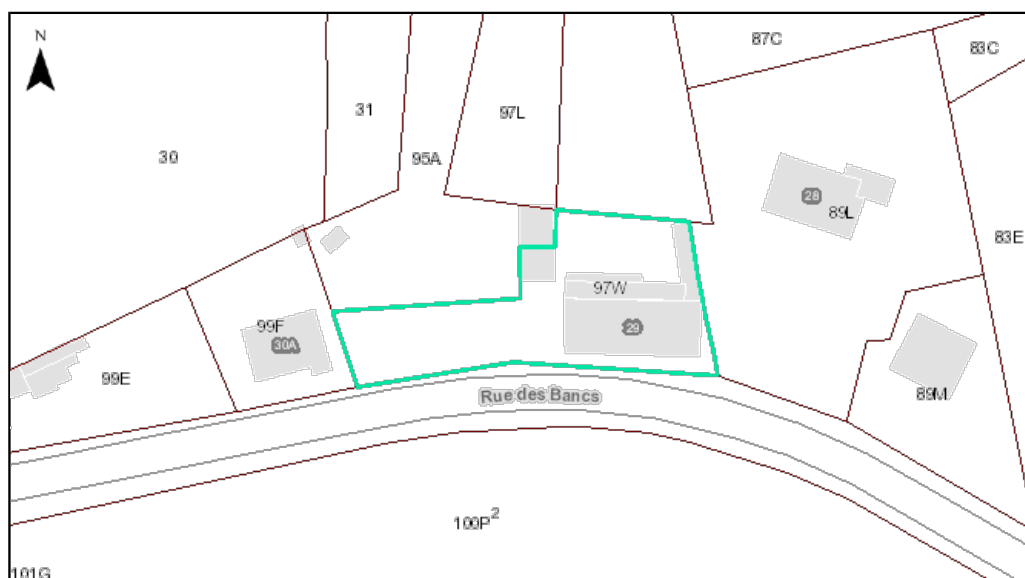 N
87C
83C
31
97L
30
95A
28
89L
83E
97W
99F
29
30A
99E
Rue des Bancs
89M
100P²
101G